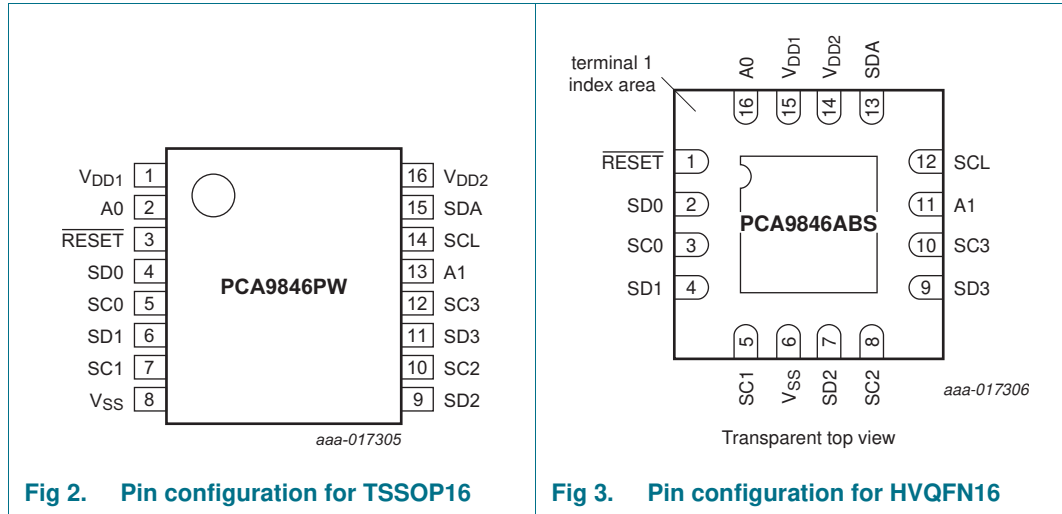 VDD1 1
A0 2
RESET 3
SD0 4
SC0 5
SD1 6
SC1 7
VSS 8
PCA9846PW
16 VDD2
15 SDA
14 SCL
13 A1
12 SC3
11 SD3
10 SC2
9 SD2
aaa-017305
Fig 2. Pin configuration for TSSOP16
terminal 1
index area
A0
VDD1
VDD2
SDA
16
15
14
13
RESET 1
SD0 2
SC0 3
SD1 4
PCA9846ABS
12 SCL
11 A1
10 SC3
9 SD3
5
6
7
8
SC1
VSS
SD2
SC2
aaa-017306
Transparent top view
Fig 3. Pin configuration for HVQFN16